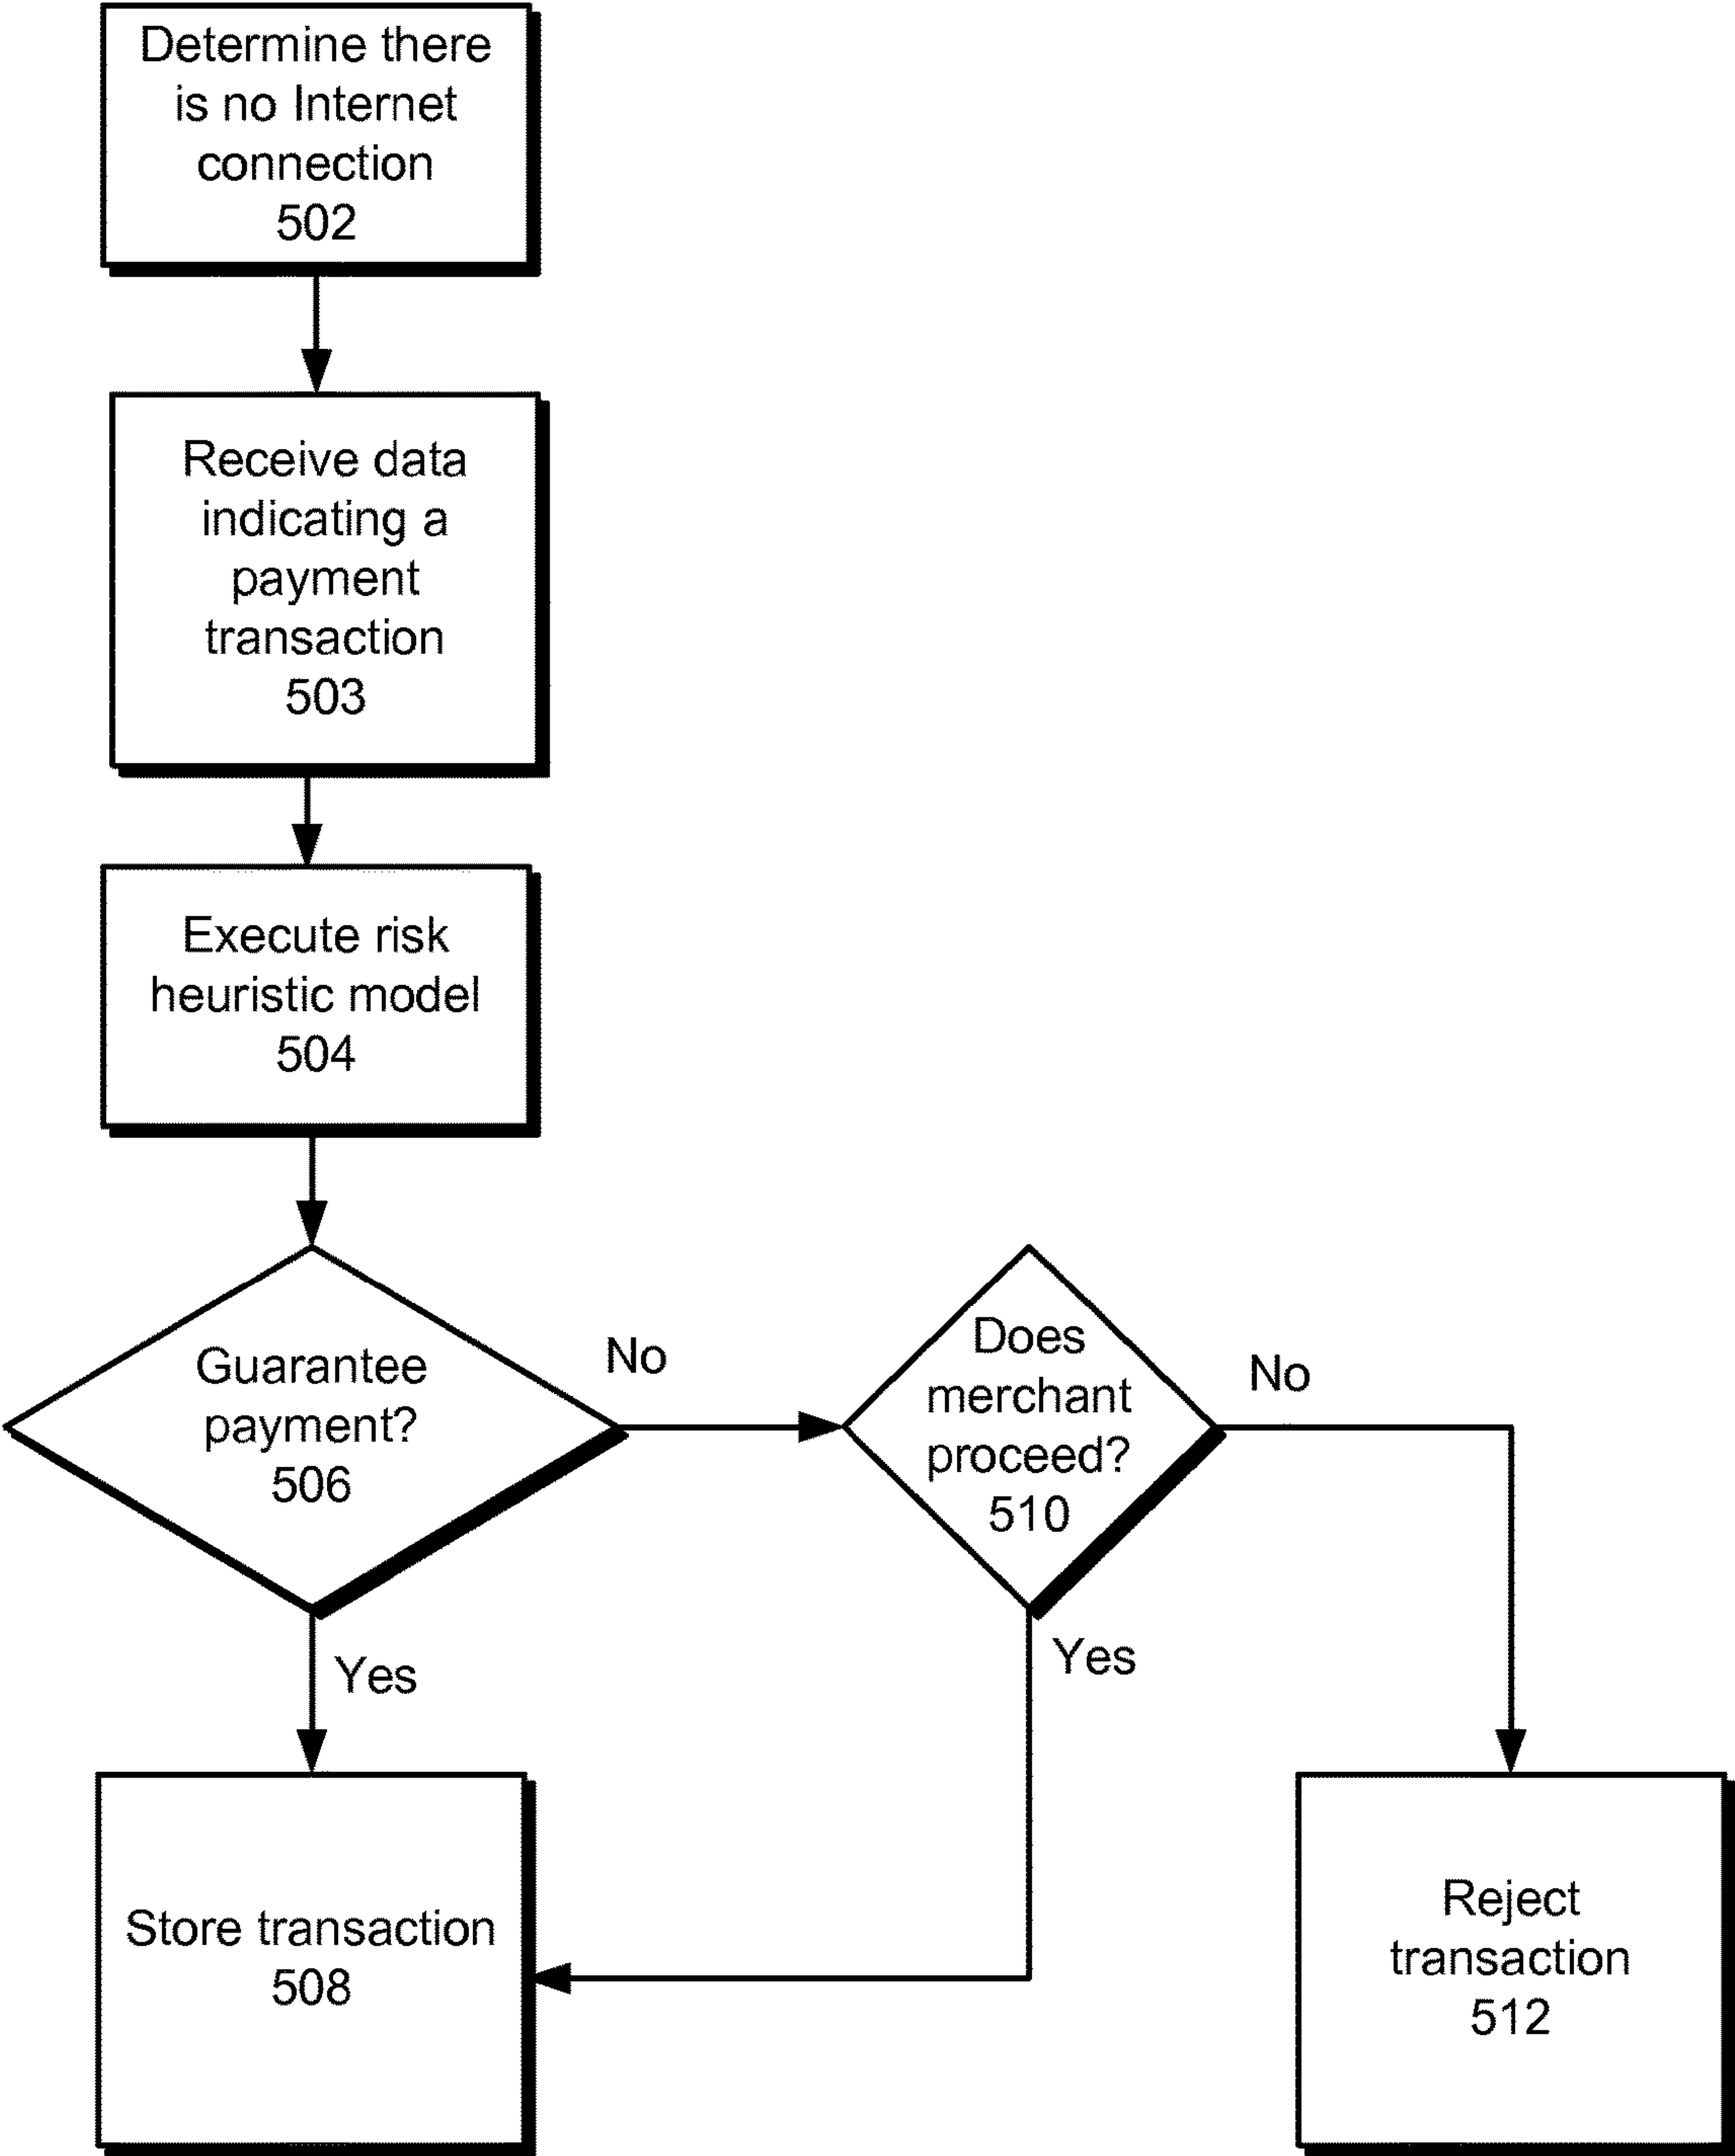 Determine there
is no Internet
connection
502
Receive data
indicating a
payment
transaction
503
Execute risk
heuristic model
504
Guarantee
payment?
506
No
Does
merchant
proceed?
510
No
Yes
Yes
Store transaction
508
Reject
transaction
512